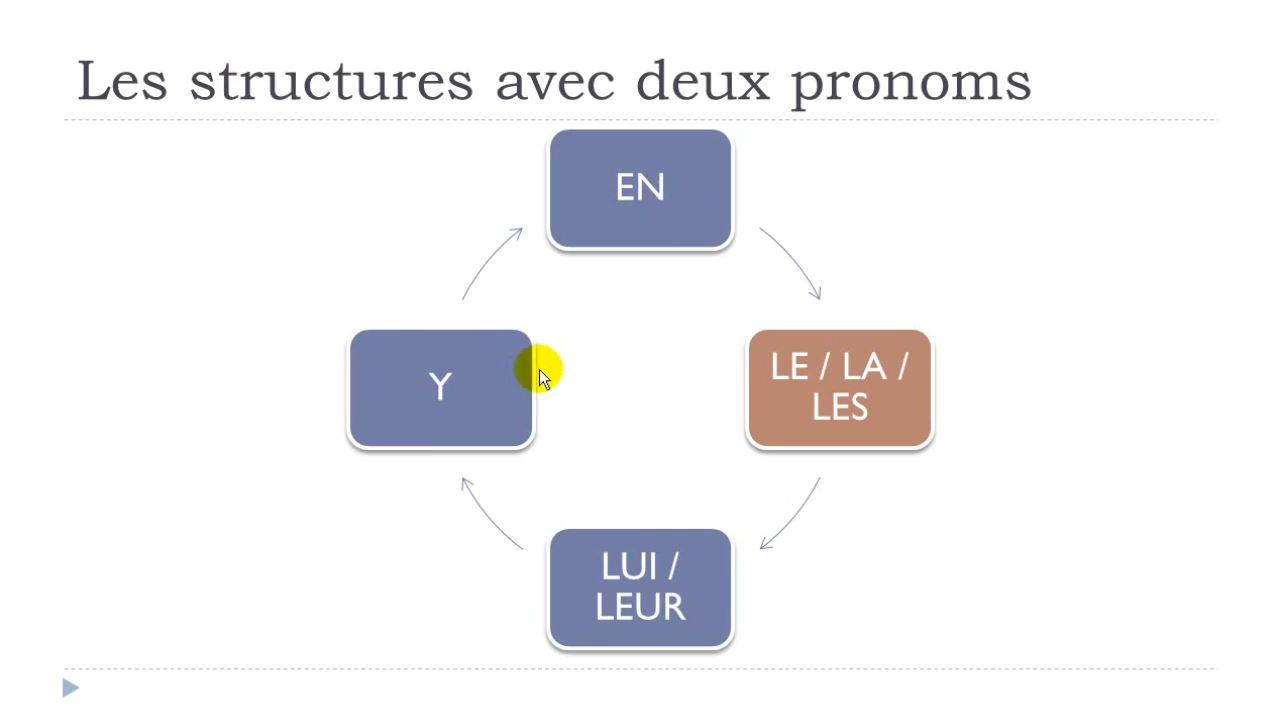 Les structures avec deux pronoms
EN
LE / LA /
LES
LUI /
LEUR
Y